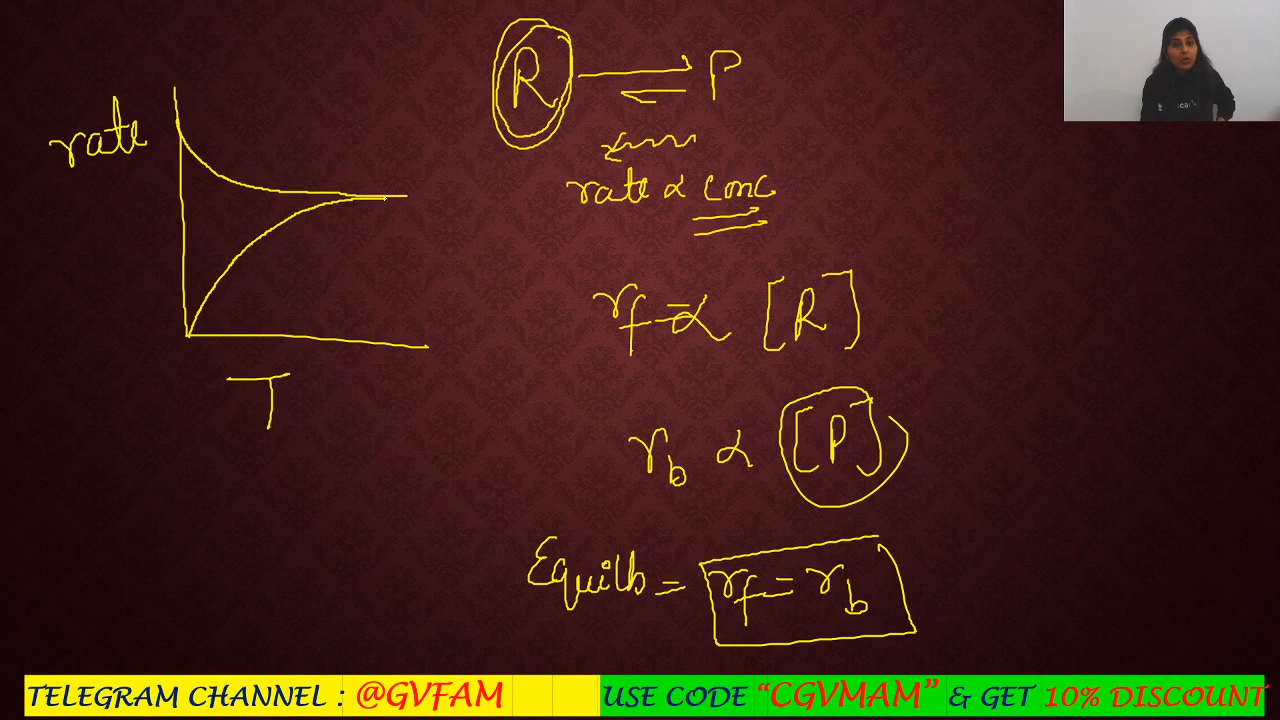 R ⇌ P
rate
rate ∝ conc
rf ∝ [R]
T
rb ∝ [P]
Equilb = rf = rb
TELEGRAM CHANNEL : @GVFAM
USE CODE “CGVMAM” & GET 10% DISCOUNT